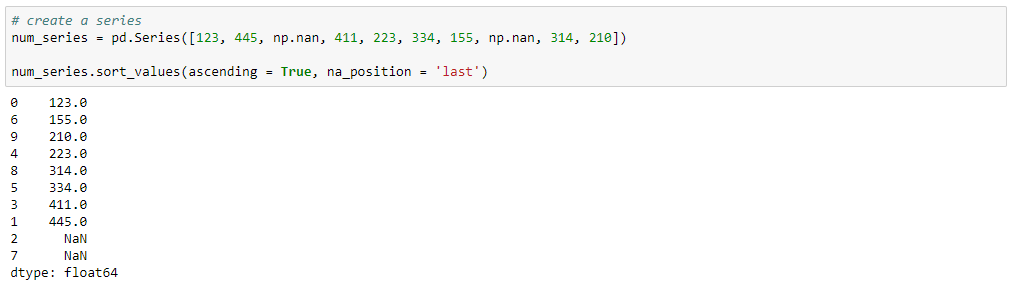 # create a series
num_series = pd.Series([123, 445, np.nan, 411, 223, 334, 155, np.nan, 314, 210])
num_series.sort_values(ascending = True, na_position = 'last')
0    123.0
6    155.0
9    210.0
4    223.0
8    314.0
5    334.0
3    411.0
1    445.0
2      NaN
7      NaN
dtype: float64